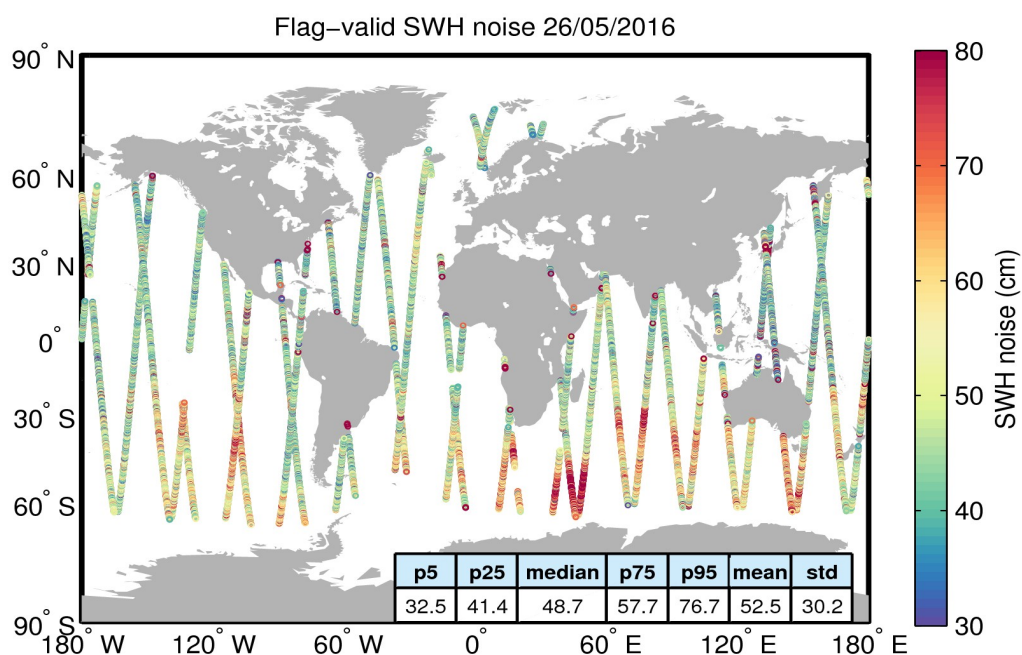 Flag−valid SWH noise 26/05/2016
90° N
60° N
30° N
0°
30° S
60° S
90° S
180° W
120° W
60° W
0°
60° E
120° E
180° E
80
70
60
50
40
30
SWH noise (cm)
p5 p25 median p75 p95 mean std
32.5 41.4 48.7 57.7 76.7 52.5 30.2